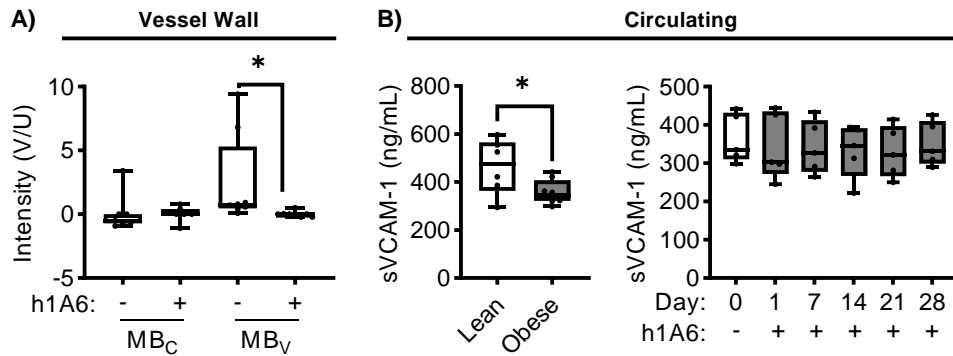 A) Vessel Wall
B) Circulating
Intensity (V/U)
10
5
0
-5
*
h1A6: - + - +
MBC MBV
sVCAM-1 (ng/mL)
800
600
400
200
0
*
Lean Obese
sVCAM-1 (ng/mL)
500
400
300
200
100
0
Day: 0 1 7 14 21 28
h1A6: - + + + + +